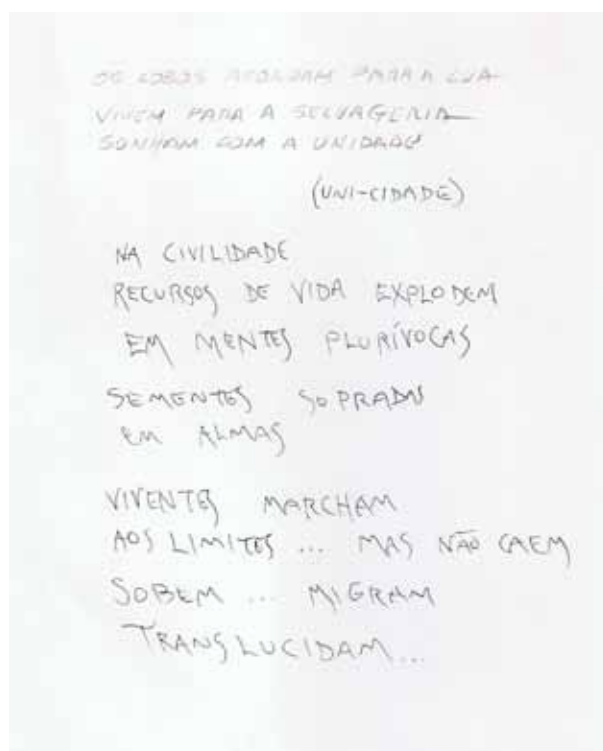 OS LOBOS ACORDAM PARA A LUA
VIVEM PARA A SELVAGERIA
SONHAM COM A UNIDADE
(UNI-CIDADE)
NA CIVILIDADE
RECURSOS DE VIDA EXPLODEM
EM MENTES PLURÍVOCAS
SEMENTES SOPRADAS
EM ALMAS
VIVENTES MARCHAM
AOS LIMITES ... MAS NÃO CAEM
SOBEM ... MIGRAM
TRANSLUCIDAM...